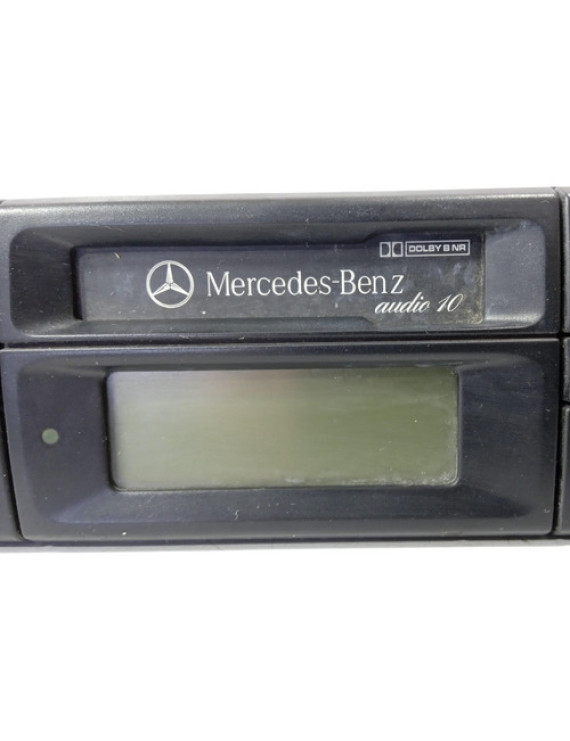 DOLBY B NR
Mercedes-Benz
audio 10